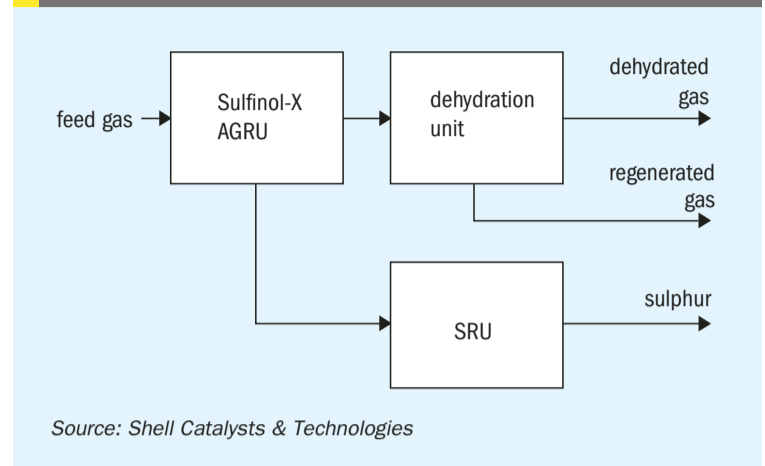 feed gas
Sulfinol-X
AGRU
dehydration
unit
dehydrated
gas
regenerated
gas
SRU
sulphur
Source: Shell Catalysts & Technologies